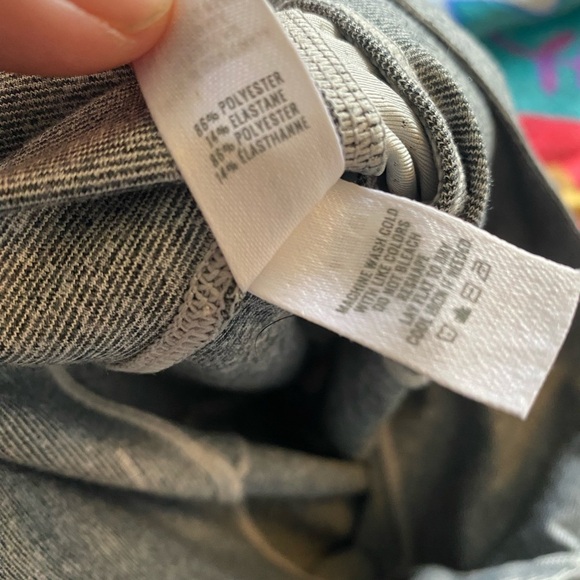 86% POLYESTER
14% ELASTANE
86% POLYESTER
14% ELASTHANNE
MACHINE WASH COLD
WITH LIKE COLORS
DO NOT BLEACH
RESHAPE
LAY FLAT TO DRY
COOL IRON IF NEEDED.